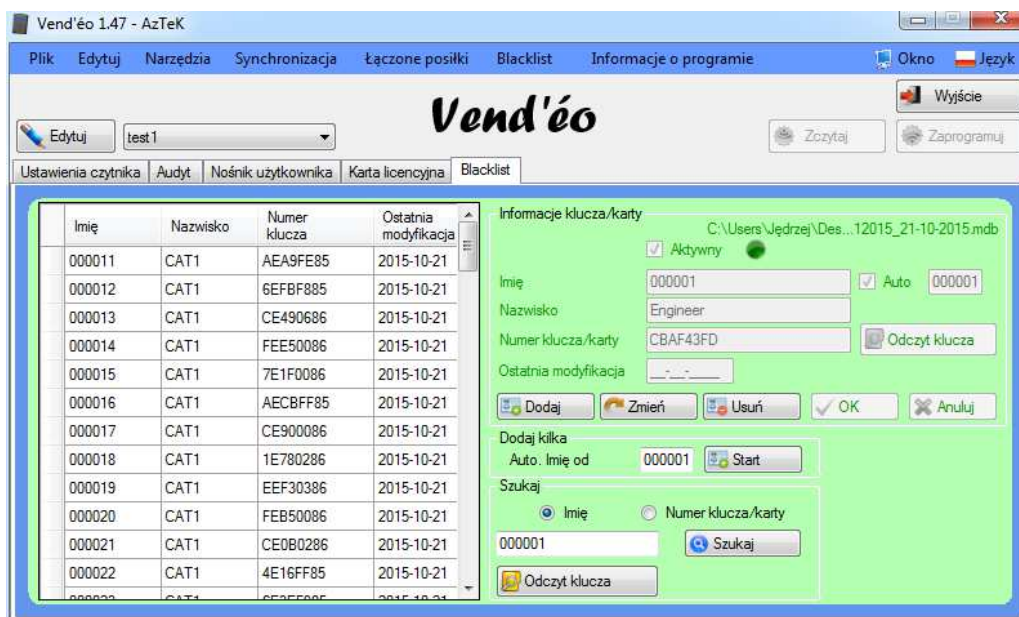 Vend'éo 1.47 - AzTeK
Plik Edytuj Narzędzia Synchronizacja Łączone posiłki Blacklist Informacje o programie Okno Język
Vend'éo
Wyjście
Edytuj test1 Zczytaj Zaprogramuj
Ustawienia czytnika Audyt Nośnik użytkownika Karta licencyjna Blacklist
Imię Nazwisko Numer klucza Ostatnia modyfikacja
000011 CAT1 AEA9FE85 2015-10-21
000012 CAT1 6EFBF885 2015-10-21
000013 CAT1 CE490686 2015-10-21
000014 CAT1 FEE50086 2015-10-21
000015 CAT1 7E1F0086 2015-10-21
000016 CAT1 AECBFF85 2015-10-21
000017 CAT1 CE900086 2015-10-21
000018 CAT1 1E780286 2015-10-21
000019 CAT1 EEF30386 2015-10-21
000020 CAT1 FEB50086 2015-10-21
000021 CAT1 CE0B0286 2015-10-21
000022 CAT1 4E16FF85 2015-10-21
Informacje klucza/karty
C:\Users\Jędrzej\Des...12015_21-10-2015.mdb
Aktywny
Imię 000001 Auto 000001
Nazwisko Engineer
Numer klucza/karty CBAF43FD Odczyt klucza
Ostatnia modyfikacja __-__-____
Dodaj Zmień Usuń OK Anuluj
Dodaj kilka
Auto. Imię od 000001 Start
Szukaj
Imię Numer klucza/karty
000001 Szukaj
Odczyt klucza